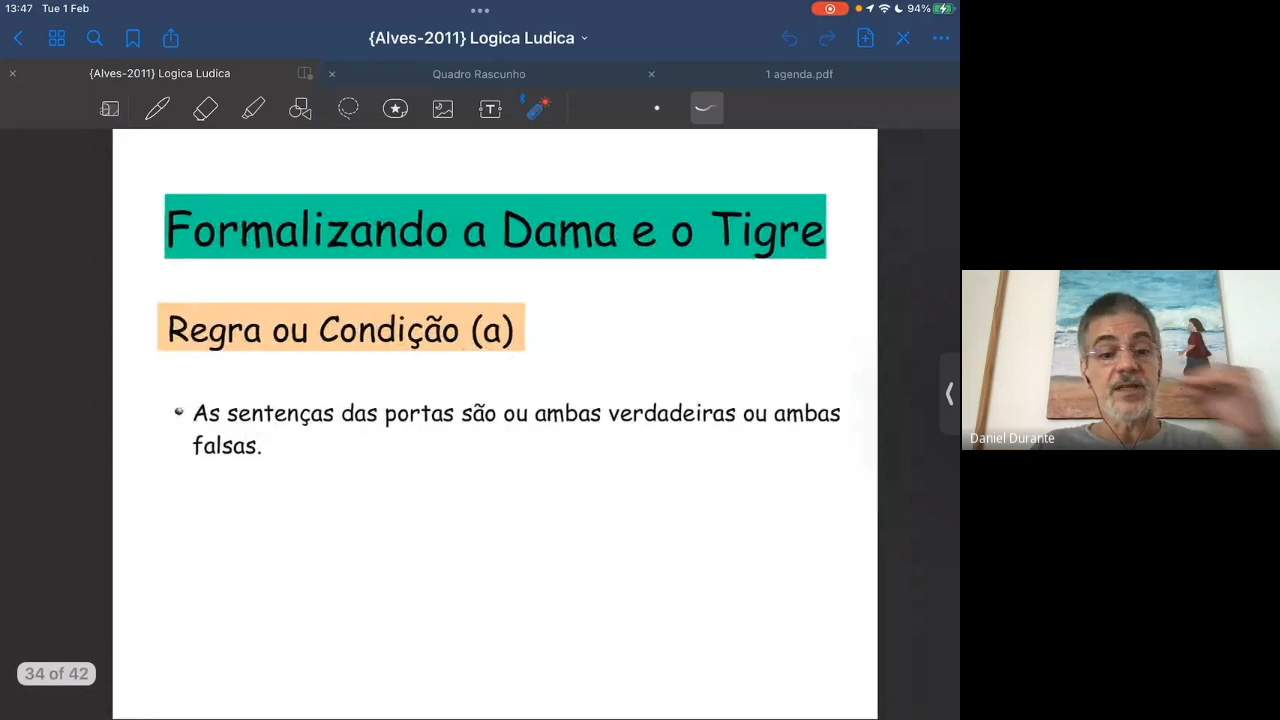 13:47 Tue 1 Feb
94%
{Alves-2011} Logica Ludica
{Alves-2011} Logica Ludica
Quadro Rascunho
1 agenda.pdf
T
Formalizando a Dama e o Tigre
Regra ou Condição (a)
As sentenças das portas são ou ambas verdadeiras ou ambas
falsas.
34 of 42
Daniel Durante